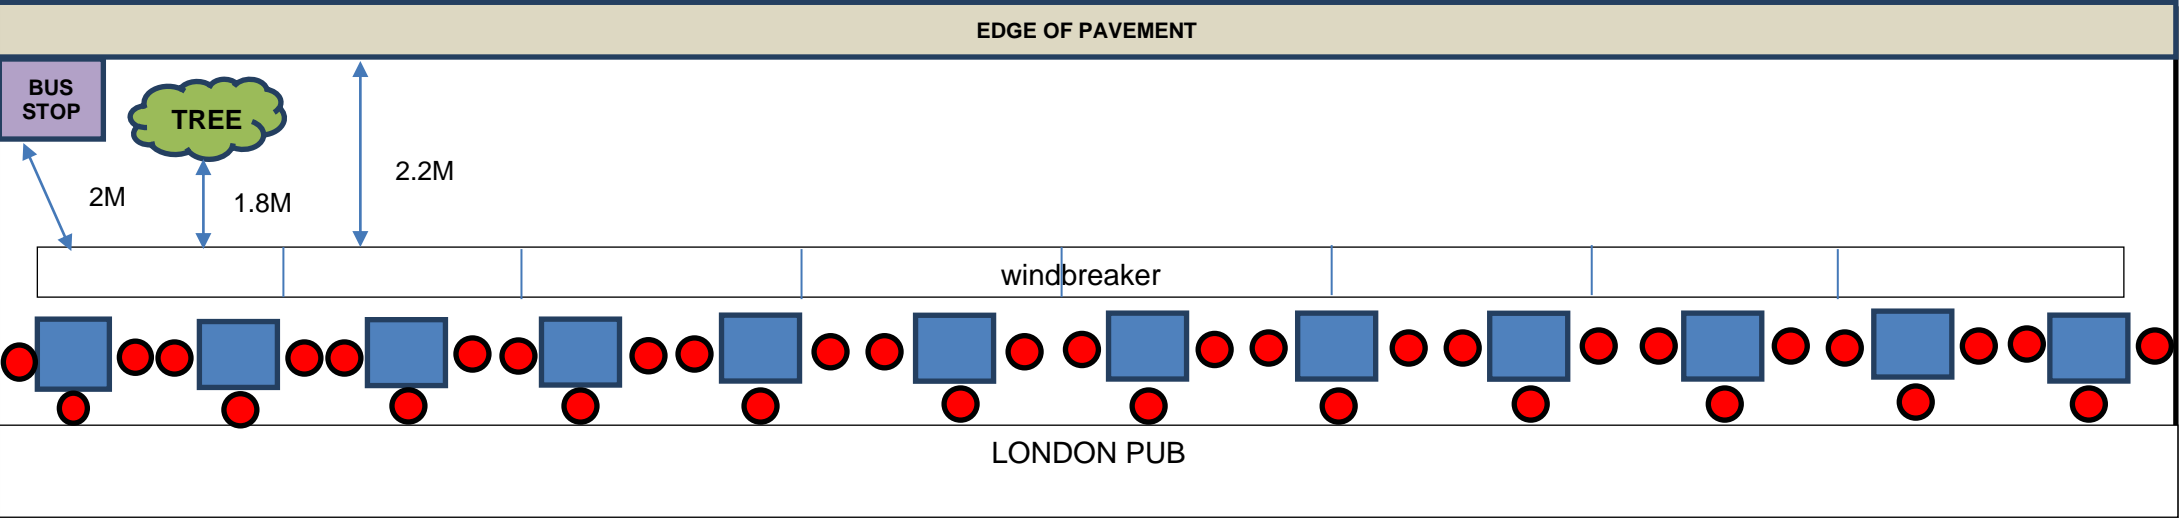 EDGE OF PAVEMENT
BUS
STOP
TREE
2.2M
2M
1.8M
windbreaker
LONDON PUB